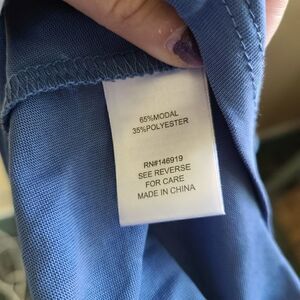 65%MODAL
35%POLYESTER
RN#146919
SEE REVERSE
FOR CARE
MADE IN CHINA